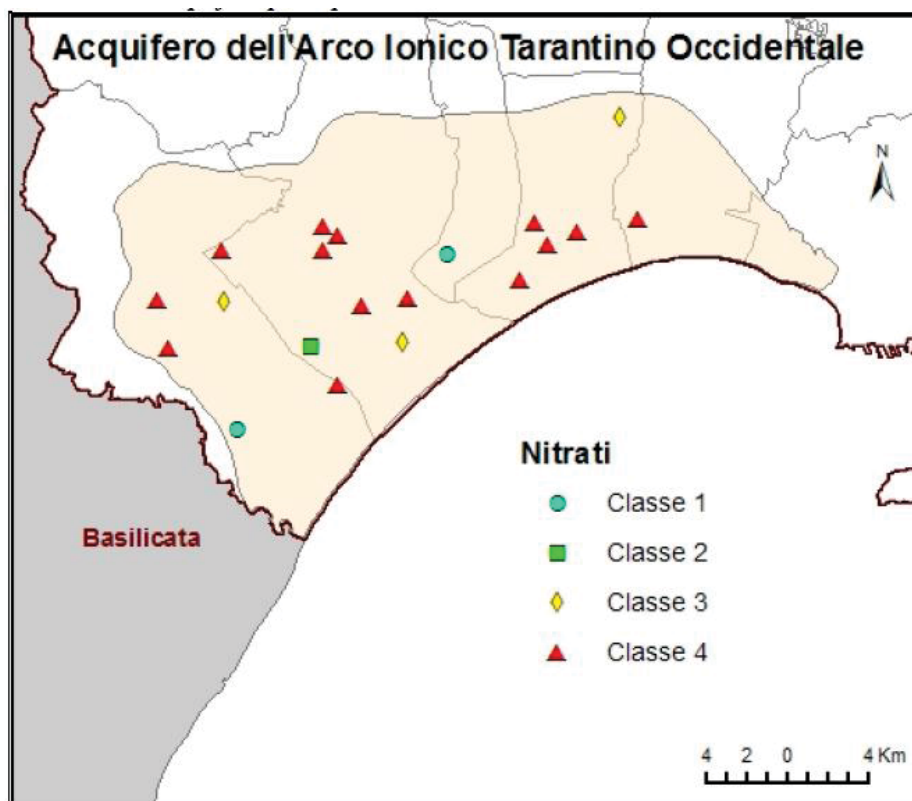 Acquifero dell'Arco Ionico Tarantino Occidentale
N
Nitrati
Classe 1
Classe 2
Classe 3
Classe 4
Basilicata
4 2 0 4 Km